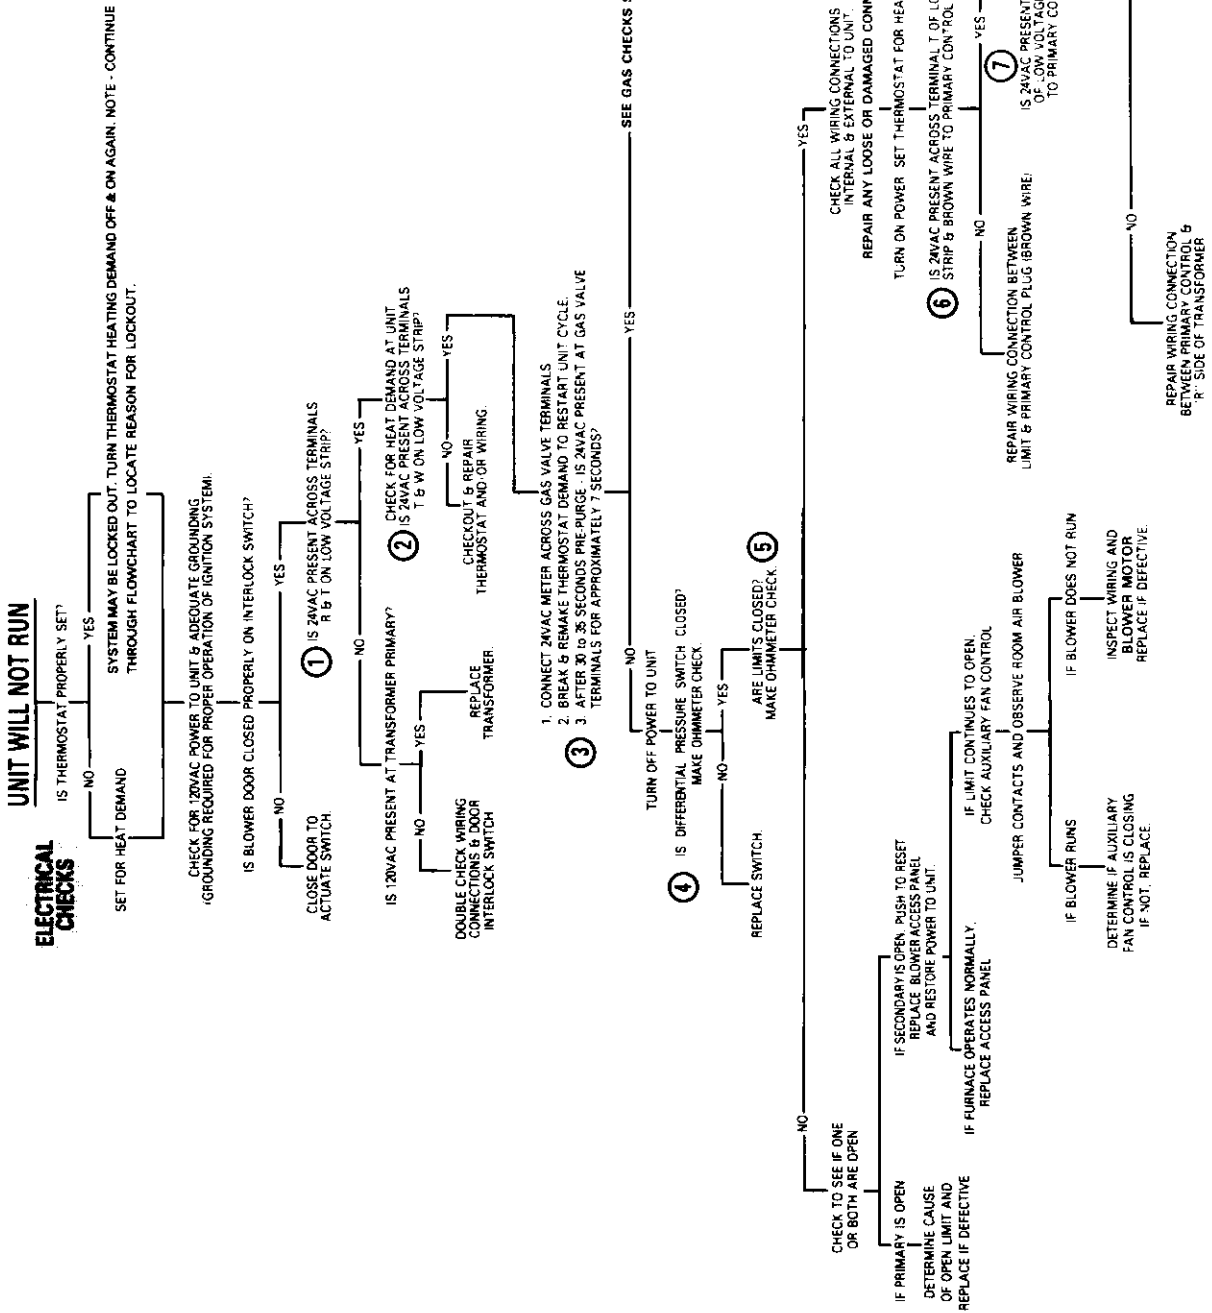 ELECTRICAL
CHECKS
UNIT WILL NOT RUN
IS THERMOSTAT PROPERLY SET?
NO
YES
SET FOR HEAT DEMAND
SYSTEM MAY BE LOCKED OUT. TURN THERMOSTAT HEATING DEMAND OFF & ON AGAIN. NOTE - CONTINUE
THROUGH FLOWCHART TO LOCATE REASON FOR LOCKOUT.
CHECK FOR 120VAC POWER TO UNIT & ADEQUATE GROUNDING
(GROUNDING REQUIRED FOR PROPER OPERATION OF IGNITION SYSTEM).
IS BLOWER DOOR CLOSED PROPERLY ON INTERLOCK SWITCH?
NO
YES
CLOSE DOOR TO
ACTUATE SWITCH.
1 IS 24VAC PRESENT ACROSS TERMINALS
R & T ON LOW VOLTAGE STRIP?
NO
YES
IS 120VAC PRESENT AT TRANSFORMER PRIMARY?
NO
YES
DOUBLE CHECK WIRING
CONNECTIONS & DOOR
INTERLOCK SWITCH
REPLACE
TRANSFORMER.
2 CHECK FOR HEAT DEMAND AT UNIT
IS 24VAC PRESENT ACROSS TERMINALS
T & W ON LOW VOLTAGE STRIP?
NO
YES
CHECKOUT & REPAIR
THERMOSTAT AND/OR WIRING.
3
1. CONNECT 24VAC METER ACROSS GAS VALVE TERMINALS
2. BREAK & REMAKE THERMOSTAT DEMAND TO RESTART UNIT CYCLE.
3. AFTER 30 to 35 SECONDS PRE-PURGE - IS 24VAC PRESENT AT GAS VALVE
TERMINALS FOR APPROXIMATELY 7 SECONDS?
NO
YES
SEE GAS CHECKS
TURN OFF POWER TO UNIT
4 IS DIFFERENTIAL PRESSURE SWITCH CLOSED?
MAKE OHMMETER CHECK.
NO
YES
REPLACE SWITCH.
ARE LIMITS CLOSED?
MAKE OHMMETER CHECK. 5
NO
YES
CHECK TO SEE IF ONE
OR BOTH ARE OPEN
IF PRIMARY IS OPEN
DETERMINE CAUSE
OF OPEN LIMIT AND
REPLACE IF DEFECTIVE
IF SECONDARY IS OPEN, PUSH TO RESET
REPLACE BLOWER ACCESS PANEL
AND RESTORE POWER TO UNIT.
IF FURNACE OPERATES NORMALLY.
REPLACE ACCESS PANEL
IF LIMIT CONTINUES TO OPEN.
CHECK AUXILIARY FAN CONTROL
JUMPER CONTACTS AND OBSERVE ROOM AIR BLOWER
IF BLOWER RUNS
DETERMINE IF AUXILIARY
FAN CONTROL IS CLOSING
IF NOT, REPLACE.
IF BLOWER DOES NOT RUN
INSPECT WIRING AND
BLOWER MOTOR
REPLACE IF DEFECTIVE.
CHECK ALL WIRING CONNECTIONS
INTERNAL & EXTERNAL TO UNIT.
REPAIR ANY LOOSE OR DAMAGED
TURN ON POWER SET THERMOSTAT FOR
6 IS 24VAC PRESENT ACROSS TERMINAL T OF
STRIP & BROWN WIRE TO PRIMARY CONTROL
NO
YES
REPAIR WIRING CONNECTION BETWEEN
LIMIT & PRIMARY CONTROL PLUG (BROWN WIRE)
7
IS 24VAC PRESENT
OF LOW
TO PRIMARY
NO
REPAIR WIRING CONNECTION
BETWEEN PRIMARY CONTROL &
"R" SIDE OF TRANSFORMER